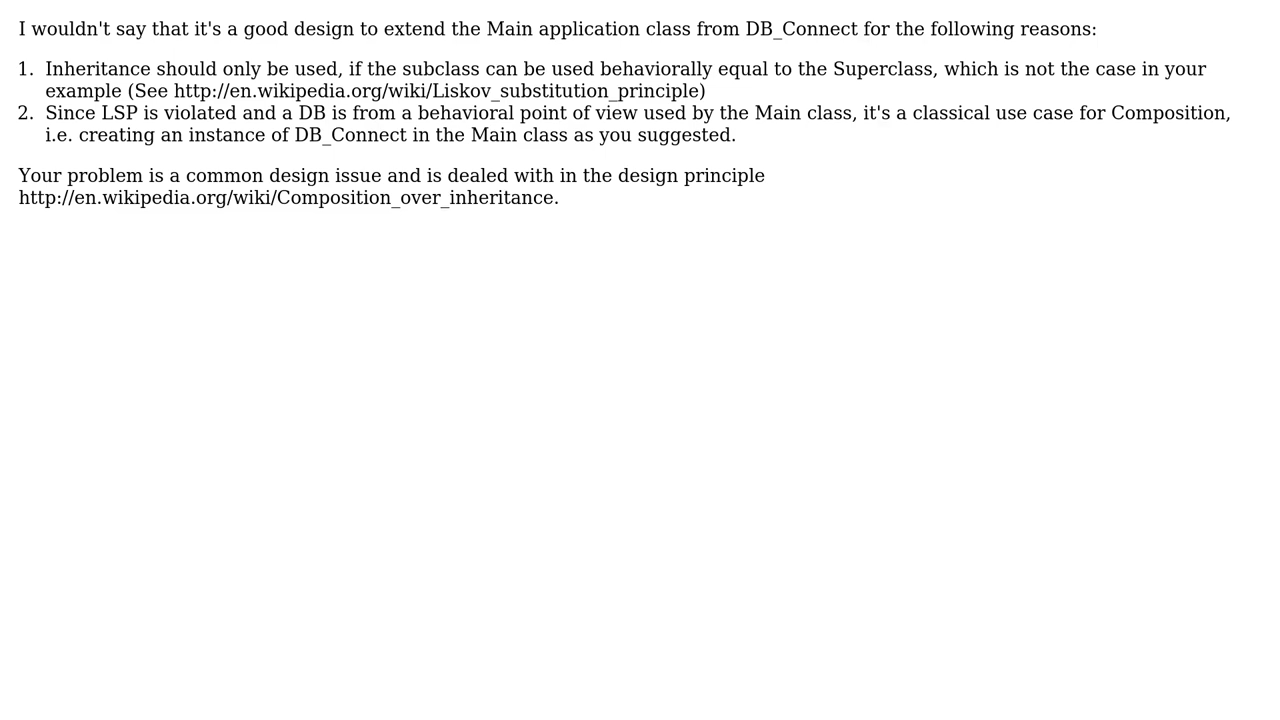 I wouldn't say that it's a good design to extend the Main application class from DB_Connect for the following reasons:
1. Inheritance should only be used, if the subclass can be used behaviorally equal to the Superclass, which is not the case in your
example (See http://en.wikipedia.org/wiki/Liskov_substitution_principle)
2. Since LSP is violated and a DB is from a behavioral point of view used by the Main class, it's a classical use case for Composition,
i.e. creating an instance of DB_Connect in the Main class as you suggested.
Your problem is a common design issue and is dealed with in the design principle
http://en.wikipedia.org/wiki/Composition_over_inheritance.